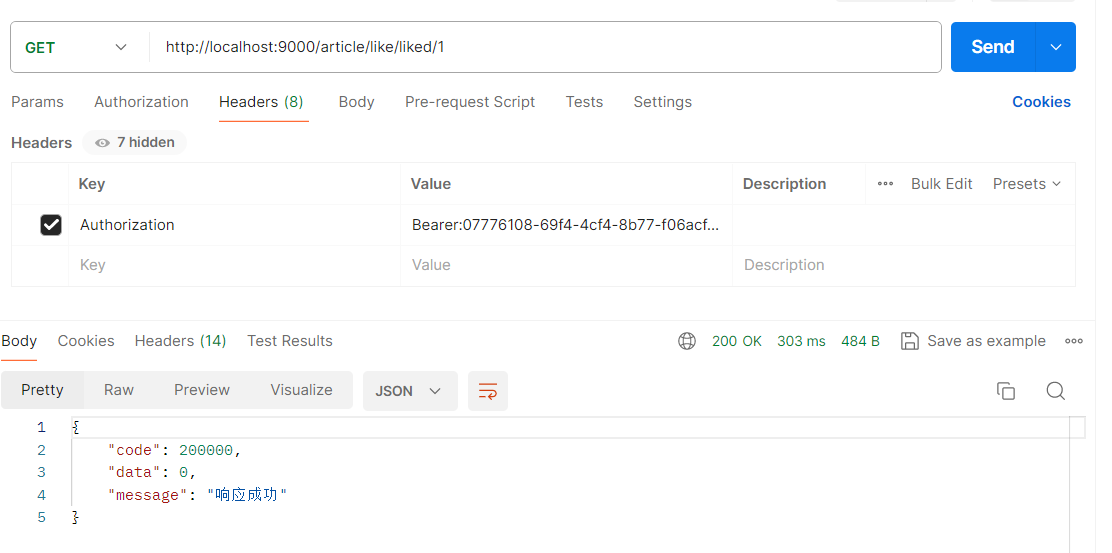 GET http://localhost:9000/article/like/liked/1 Send
Params Authorization Headers (8) Body Pre-request Script Tests Settings Cookies
Headers 7 hidden
Key Value Description Bulk Edit Presets
Authorization Bearer:07776108-69f4-4cf4-8b77-f06acf...
Key Value Description
Body Cookies Headers (14) Test Results 200 OK 303 ms 484 B Save as example
Pretty Raw Preview Visualize JSON
1 {
2 "code": 200000,
3 "data": 0,
4 "message": "响应成功"
5 }